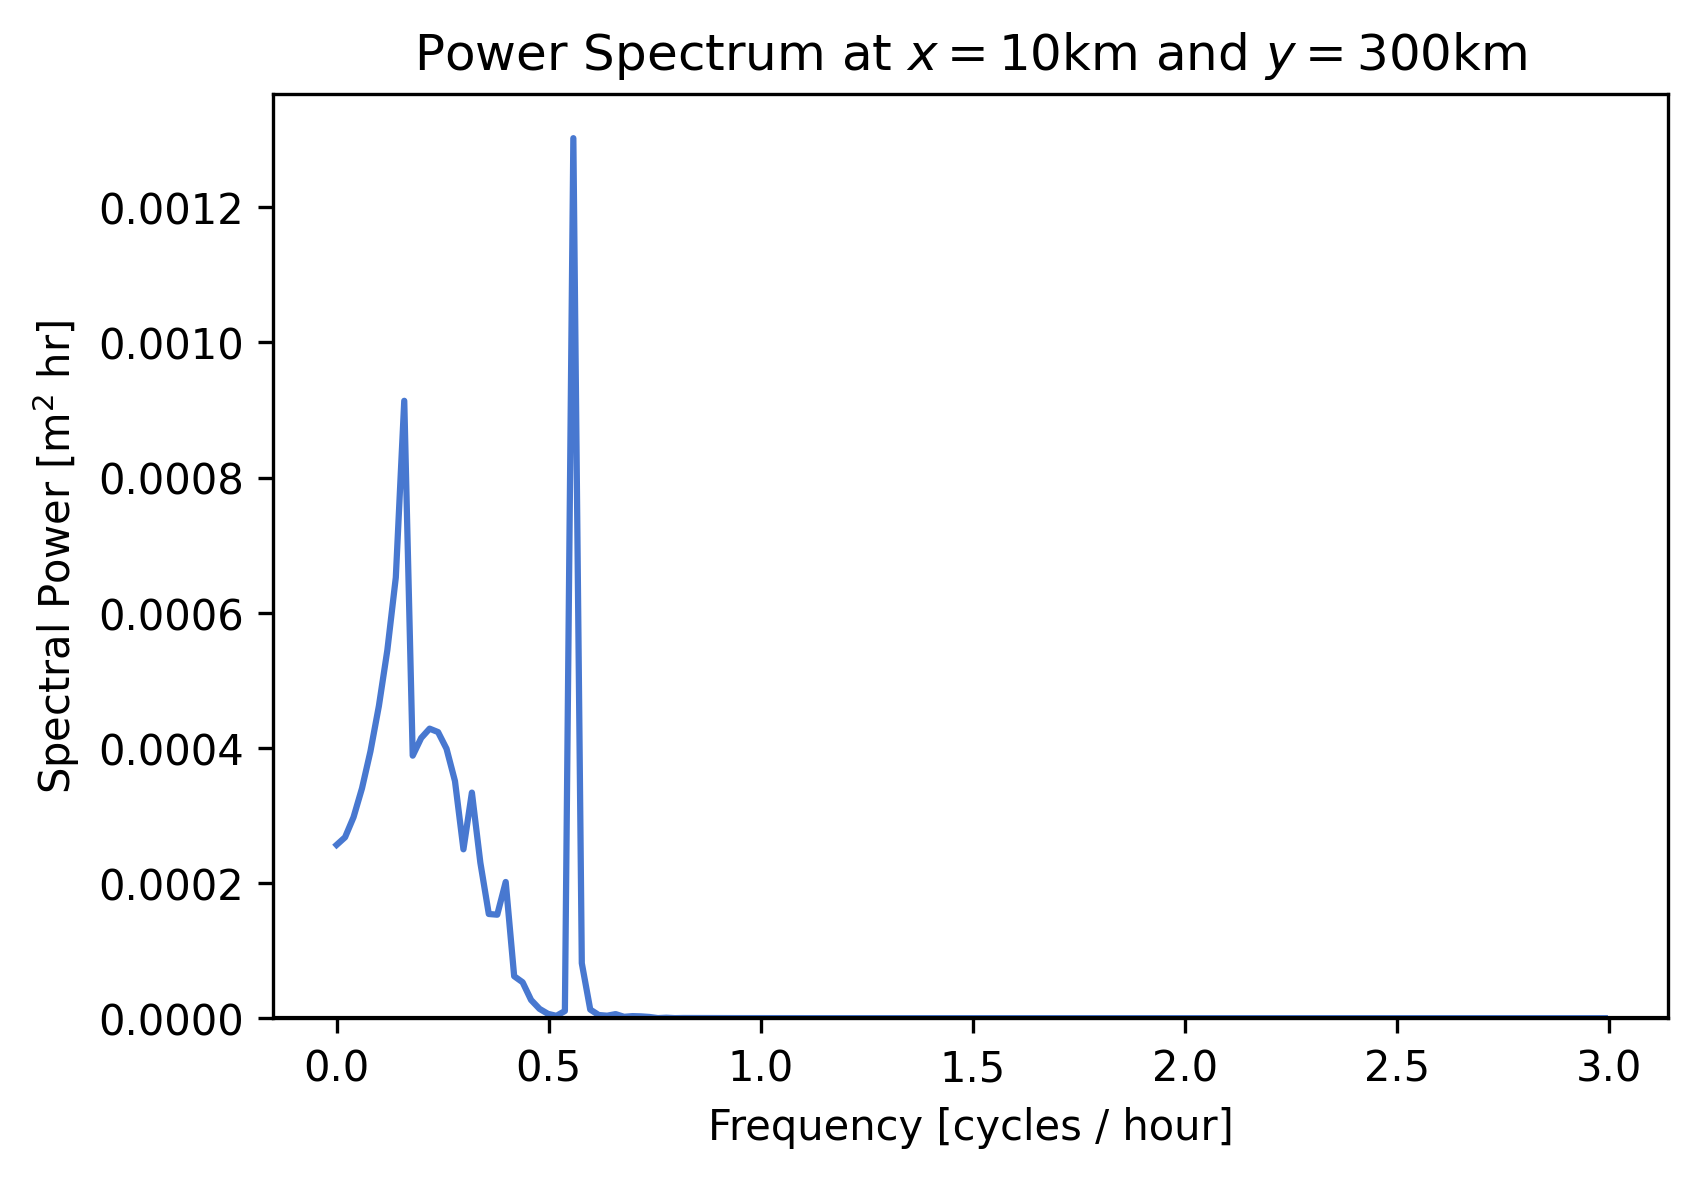 Power Spectrum at x = 10km and y = 300km
Spectral Power [m² hr]
0.0012
0.0010
0.0008
0.0006
0.0004
0.0002
0.0000
0.0 0.5 1.0 1.5 2.0 2.5 3.0
Frequency [cycles / hour]